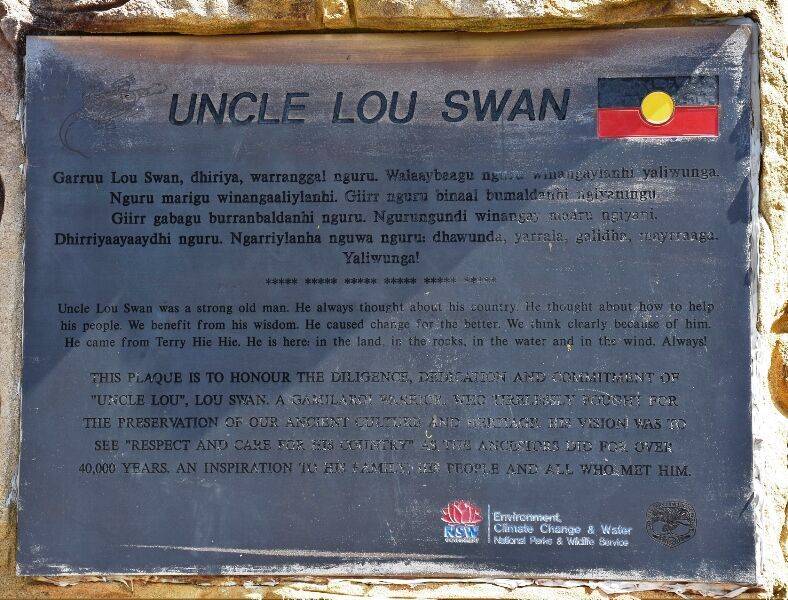 UNCLE LOU SWAN
Garruu Lou Swan, dhiriya, warranggal nguru. Walaaybaagu nguru winangaylanhi yaliwunga.
Nguru marigu winangaaliylanhi. Giirr nguru binaal bumaldanhi ngiyaningu.
Giirr gabagu burranbaldanhi nguru. Ngurungundi winangay maaru ngiyani.
Dhirriyaayaaydhi nguru. Ngarriylanha nguwa nguru: dhawunda, yarrala, galidha, mayrraaga.
Yaliwunga!
***** ***** ***** ***** ***** *****
Uncle Lou Swan was a strong old man. He always thought about his country. He thought about how to help
his people. We benefit from his wisdom. He caused change for the better. We think clearly because of him.
He came from Terry Hie Hie. He is here: in the land, in the rocks, in the water and in the wind. Always!
THIS PLAQUE IS TO HONOUR THE DILIGENCE, DEDICATION AND COMMITMENT OF
"UNCLE LOU", LOU SWAN. A GAMILAROI WARRIOR, WHO TIRELESSLY FOUGHT FOR
THE PRESERVATION OF OUR ANCIENT CULTURE AND HERITAGE. HIS VISION WAS TO
SEE "RESPECT AND CARE FOR HIS COUNTRY" AS THE ANCESTORS DID FOR OVER
40,000 YEARS. AN INSPIRATION TO HIS FAMILY, HIS PEOPLE AND ALL WHO MET HIM.
NSW
GOVERNMENT
Environment,
Climate Change & Water
National Parks & Wildlife Service